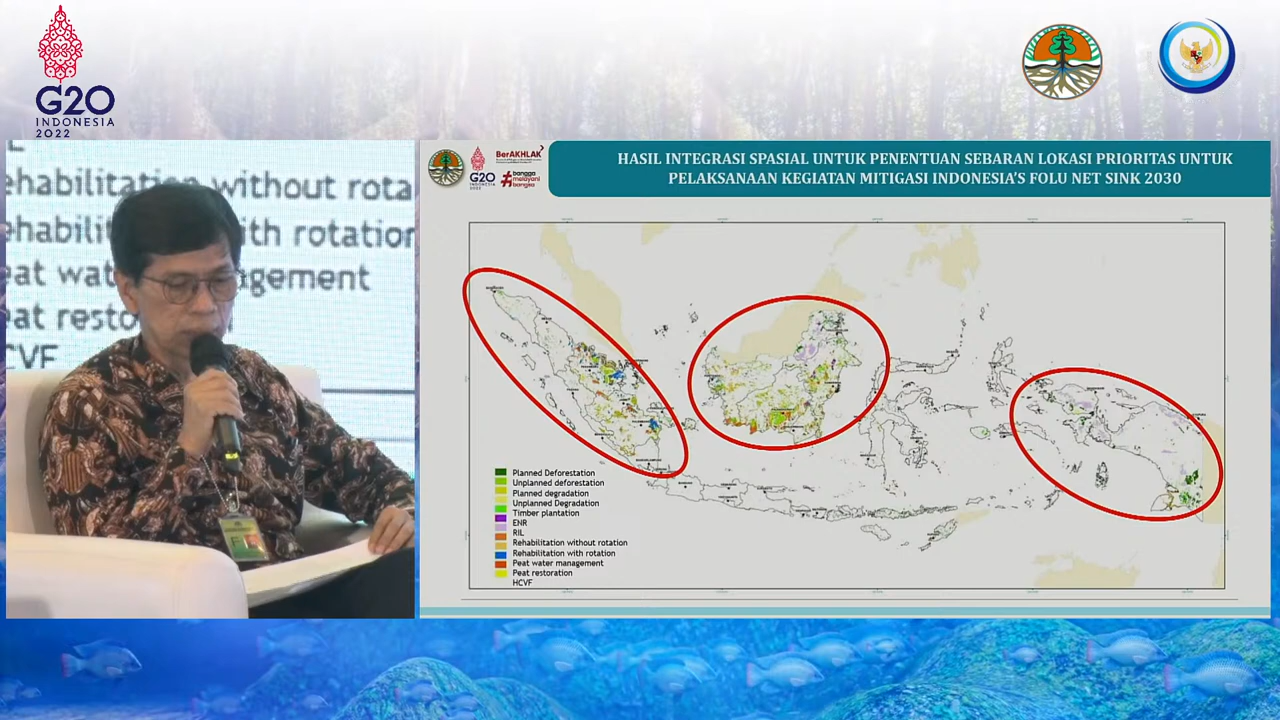 G20
INDONESIA
2022
ehabilitation without rota
ehabili ith rotation
eat wat gement
eat resto
CVF
G20
INDONESIA
2022
BerAKHLAK
#bangga
melayani
bangsa
HASIL INTEGRASI SPASIAL UNTUK PENENTUAN SEBARAN LOKASI PRIORITAS UNTUK
PELAKSANAAN KEGIATAN MITIGASI INDONESIA'S FOLU NET SINK 2030
Planned Deforestation
Unplanned deforestation
Planned degradation
Unplanned Degradation
Timber plantation
ENR
RIL
Rehabilitation without rotation
Rehabilitation with rotation
Peat water management
Peat restoration
HCVF